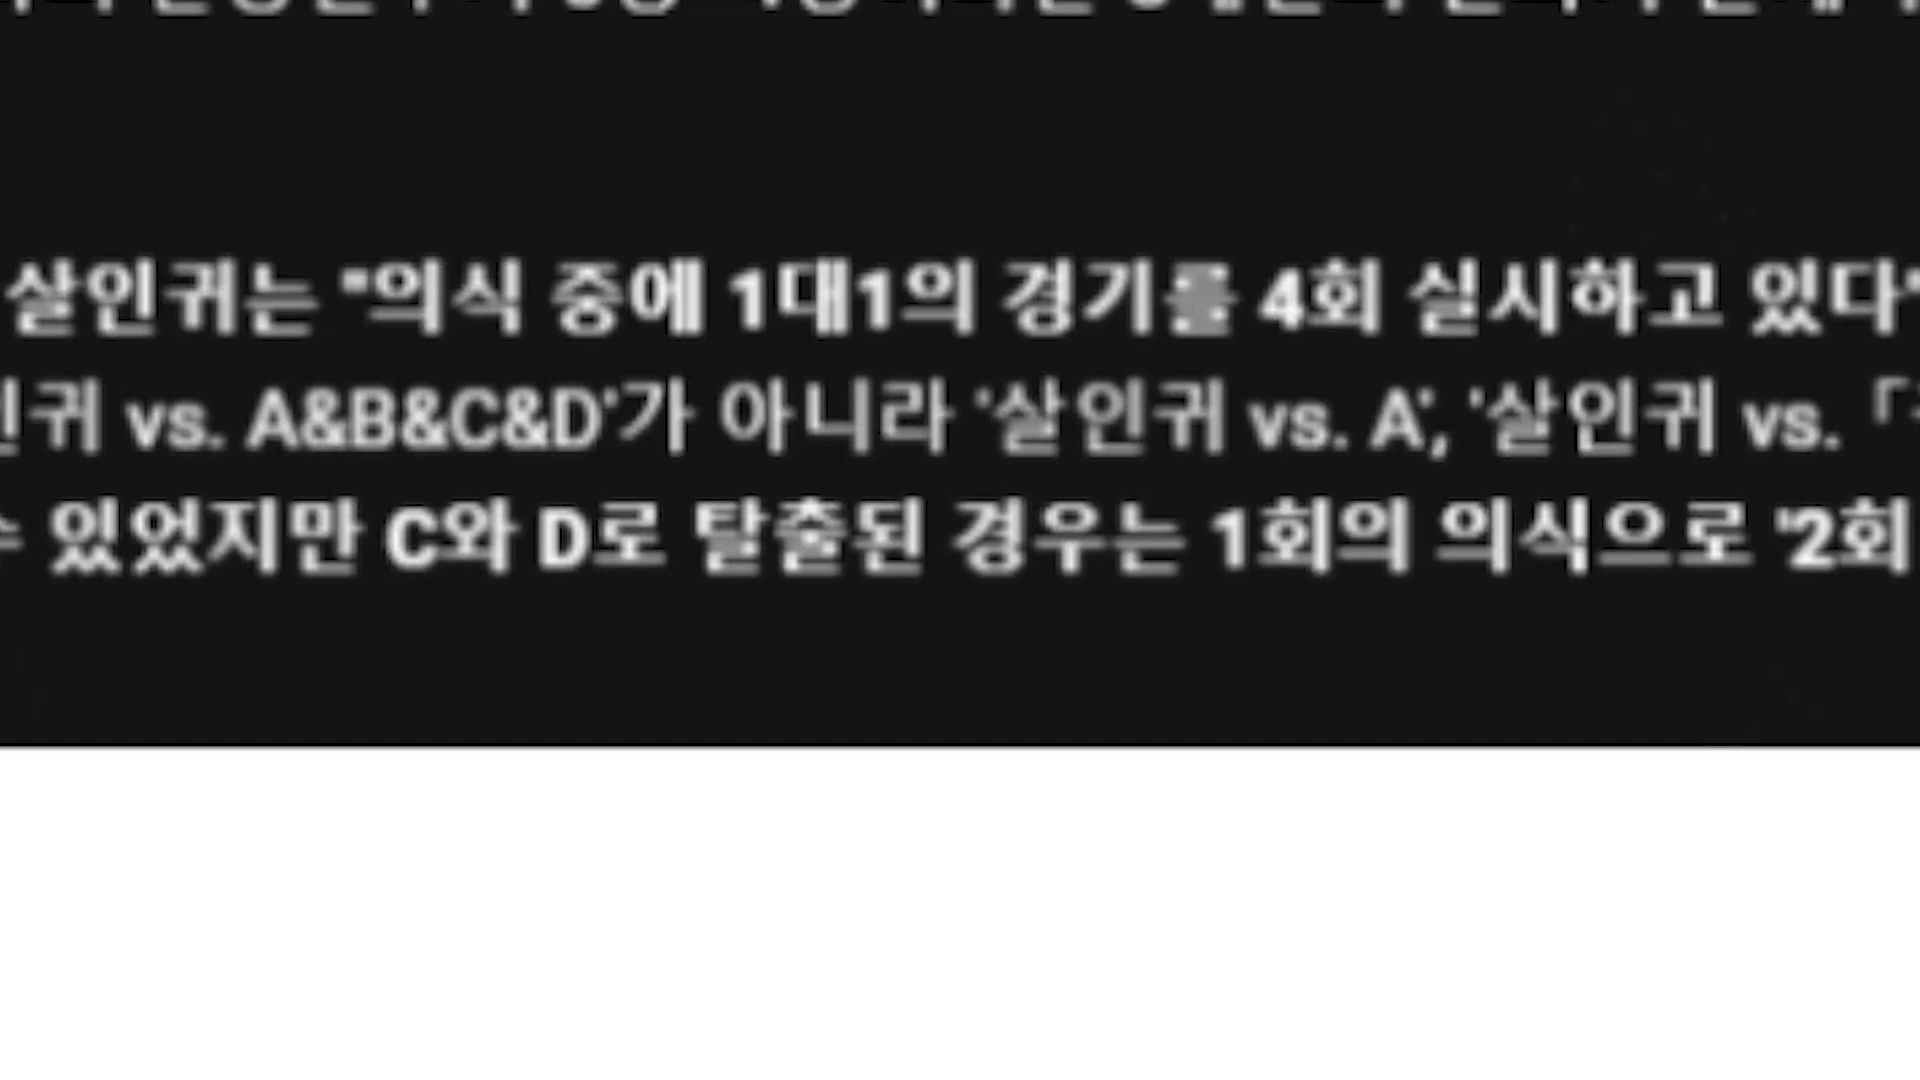 살인귀는 "의식 중에 1대1의 경기를 4회 실시하고 있다"
귀 vs. A&B&C&D'가 아니라 '살인귀 vs. A', '살인귀 vs. 「
있었지만 C와 D로 탈출된 경우는 1회의 의식으로 '2회